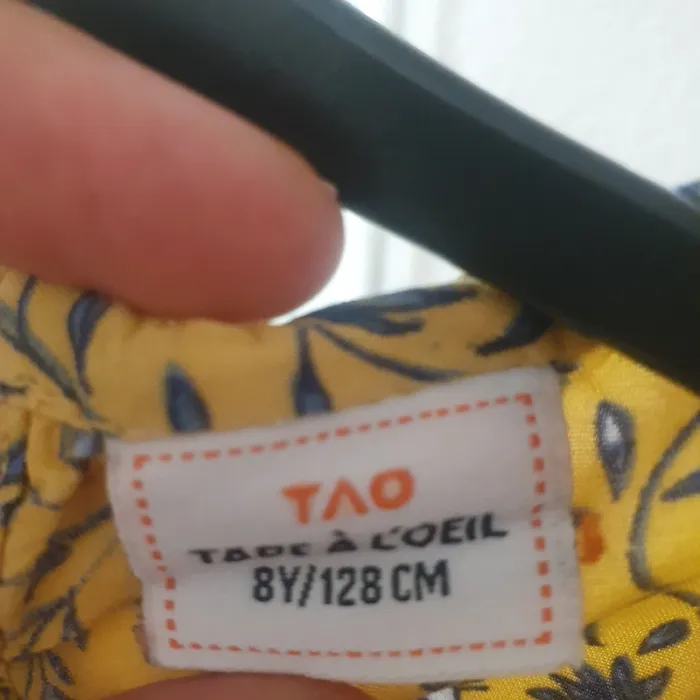 TAO
TAPE À L'OEIL
8Y/128 CM